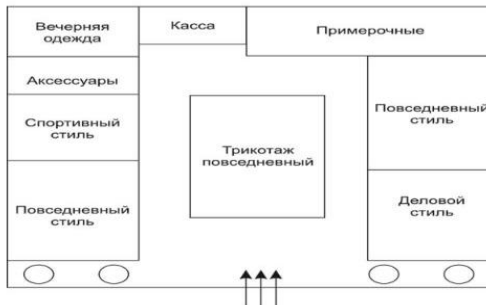 Вечерняя
одежда
Касса
Примерочные
Аксессуары
Спортивный
стиль
Повседневный
стиль
Трикотаж
повседневный
Повседневный
стиль
Деловой
стиль